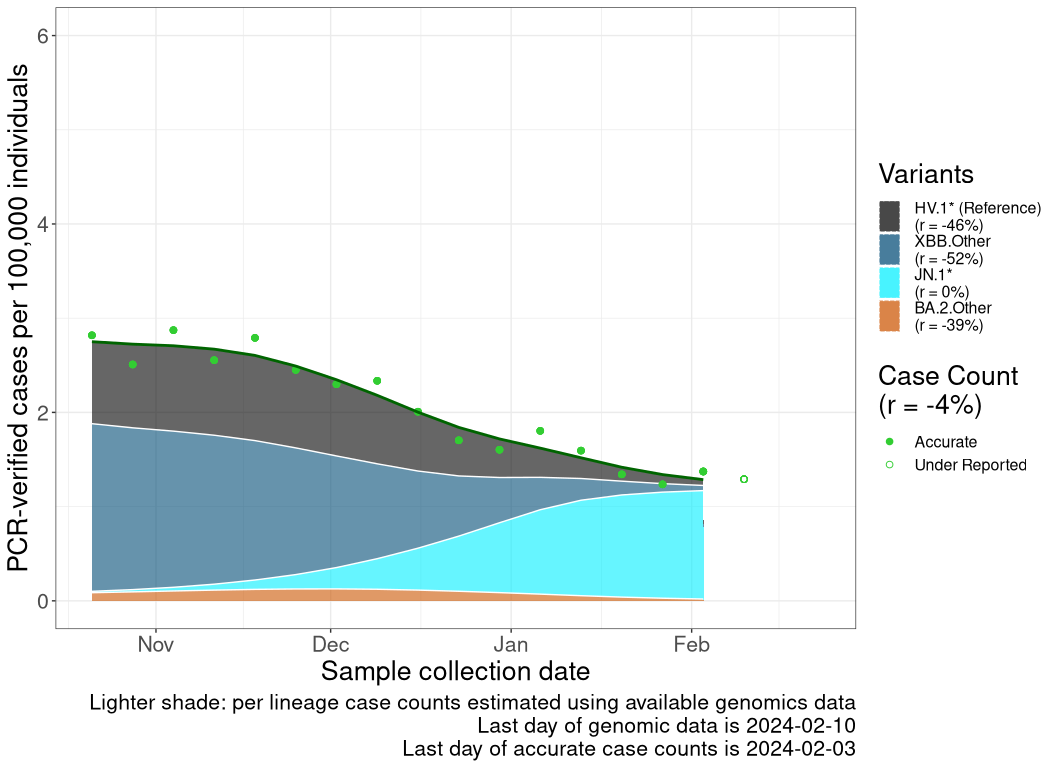 PCR-verified cases per 100,000 individuals
6
4
2
0
Nov Dec Jan Feb
Sample collection date
Lighter shade: per lineage case counts estimated using available genomics data
Last day of genomic data is 2024-02-10
Last day of accurate case counts is 2024-02-03
Variants
HV.1* (Reference)
(r = -46%)
XBB.Other
(r = -52%)
JN.1*
(r = 0%)
BA.2.Other
(r = -39%)
Case Count
(r = -4%)
Accurate
Under Reported